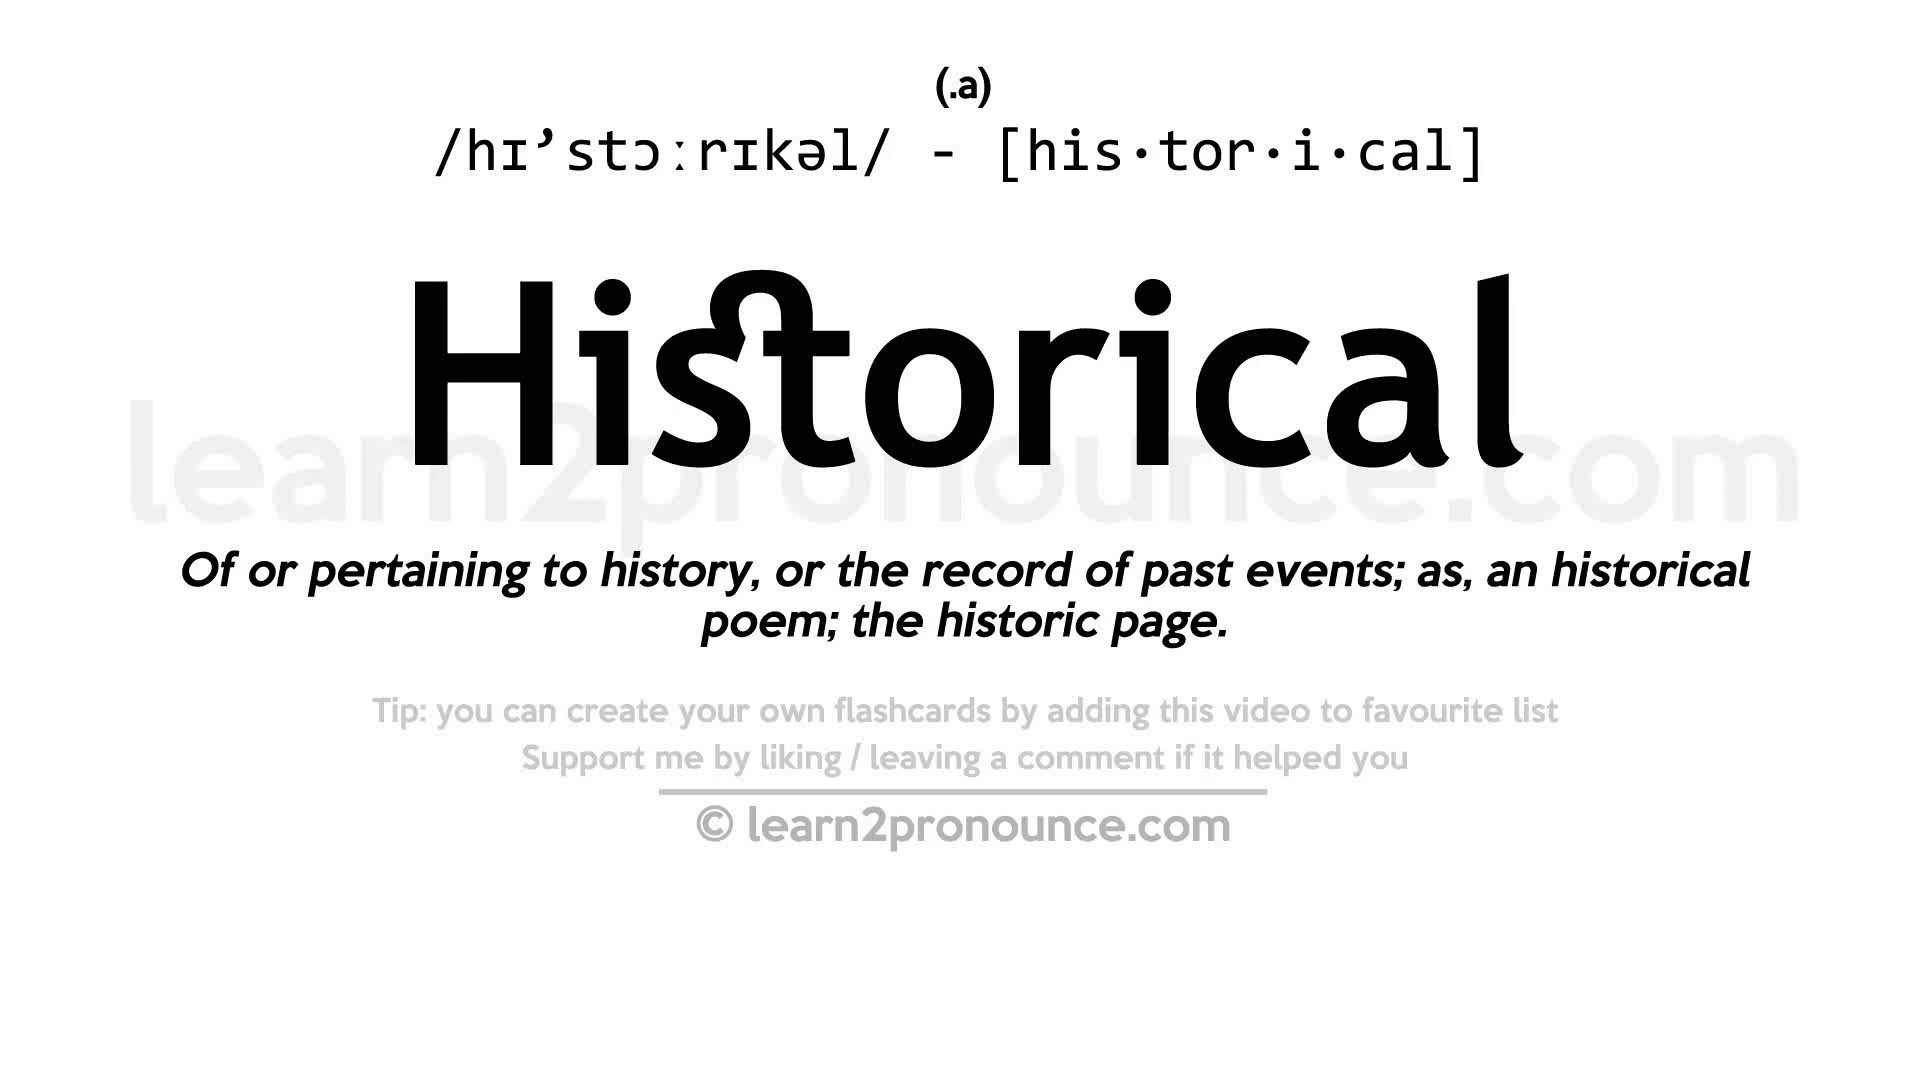 (.a)
/hɪ’stɔːrɪkəl/ - [his·tor·i·cal]
Historical
learn2pronounce.com
Of or pertaining to history, or the record of past events; as, an historical
poem; the historic page.
Tip: you can create your own flashcards by adding this video to favourite list
Support me by liking / leaving a comment if it helped you
© learn2pronounce.com